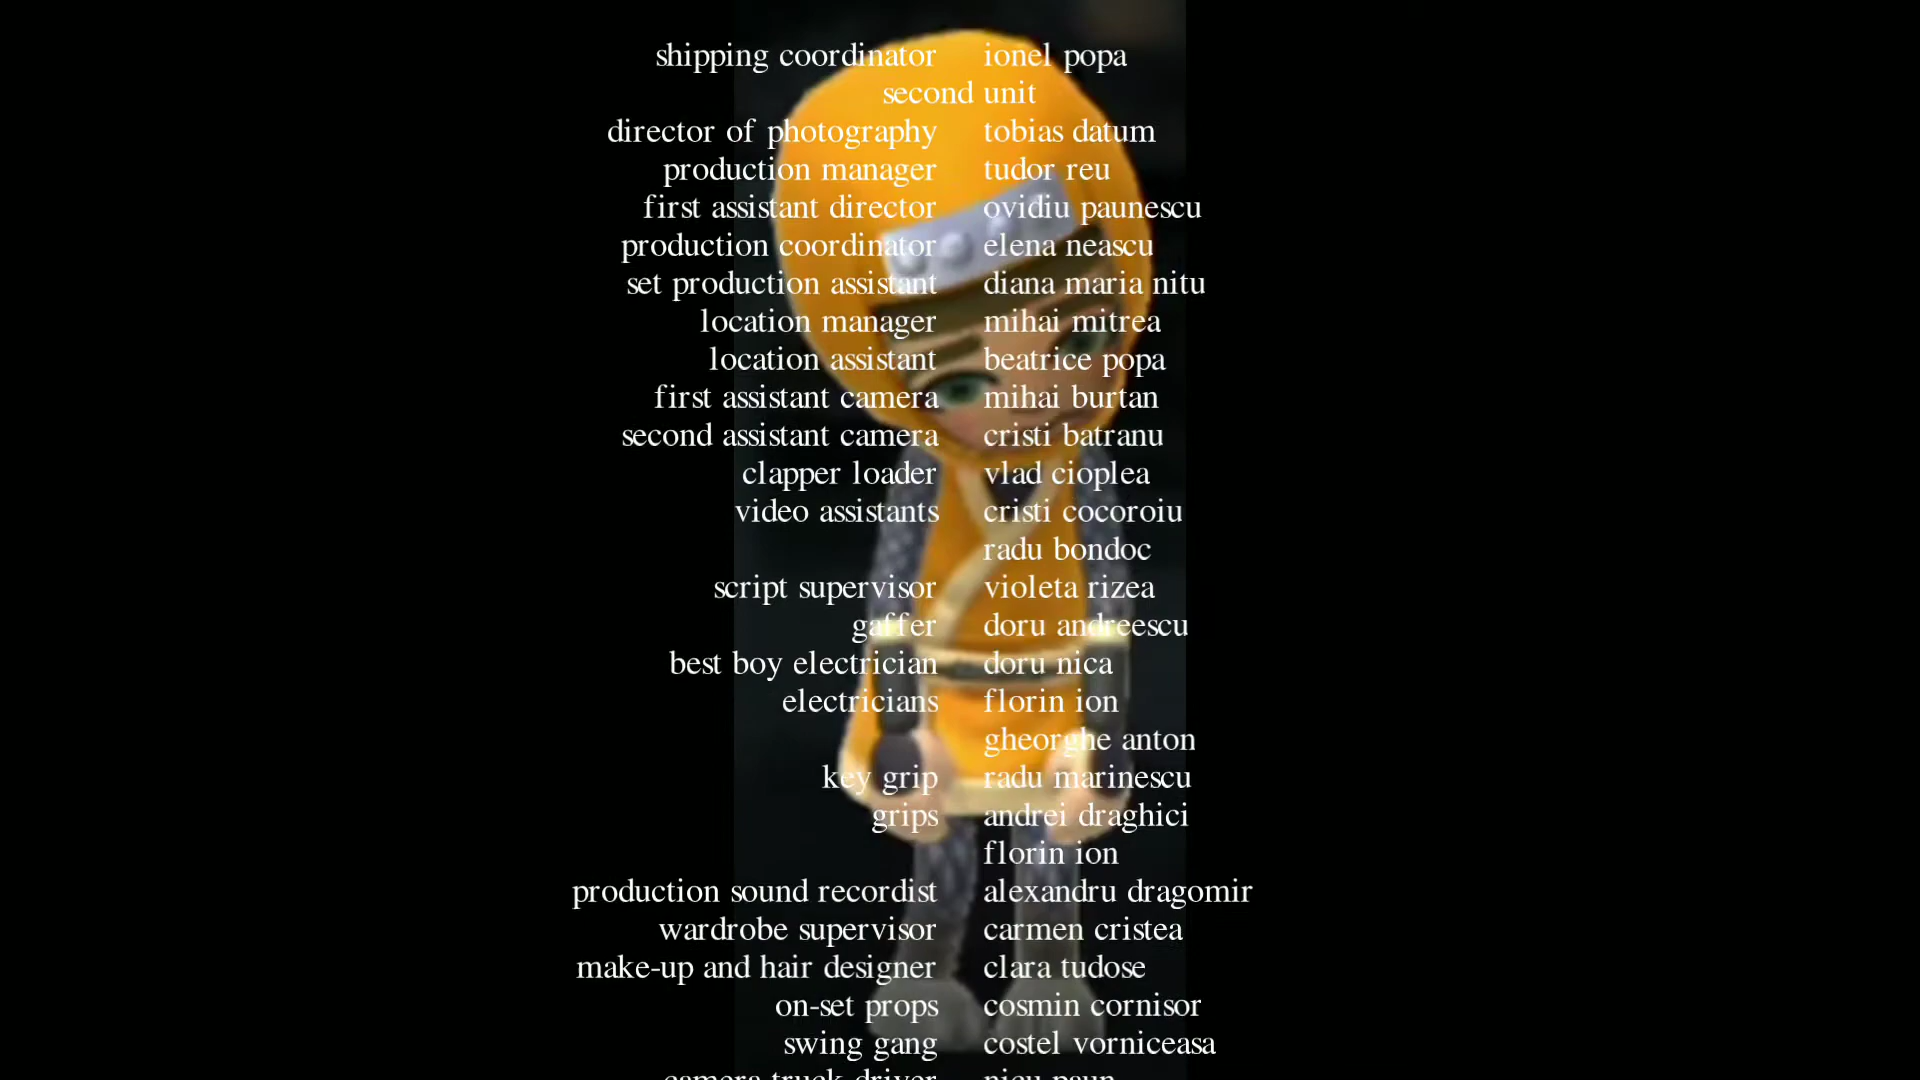 shipping coordinator ionel popa
second unit
director of photography tobias datum
production manager tudor reu
first assistant director ovidiu paunescu
production coordinator elena neascu
set production assistant diana maria nitu
location manager mihai mitrea
location assistant beatrice popa
first assistant camera mihai burtan
second assistant camera cristi batranu
clapper loader vlad cioplea
video assistants cristi cocoroiu
radu bondoc
script supervisor violeta rizea
gaffer doru andreescu
best boy electrician doru nica
electricians florin ion
gheorghe anton
key grip radu marinescu
grips andrei draghici
florin ion
production sound recordist alexandru dragomir
wardrobe supervisor carmen cristea
make-up and hair designer clara tudose
on-set props cosmin cornisor
swing gang costel vorniceasa
camera truck driver nicu paun